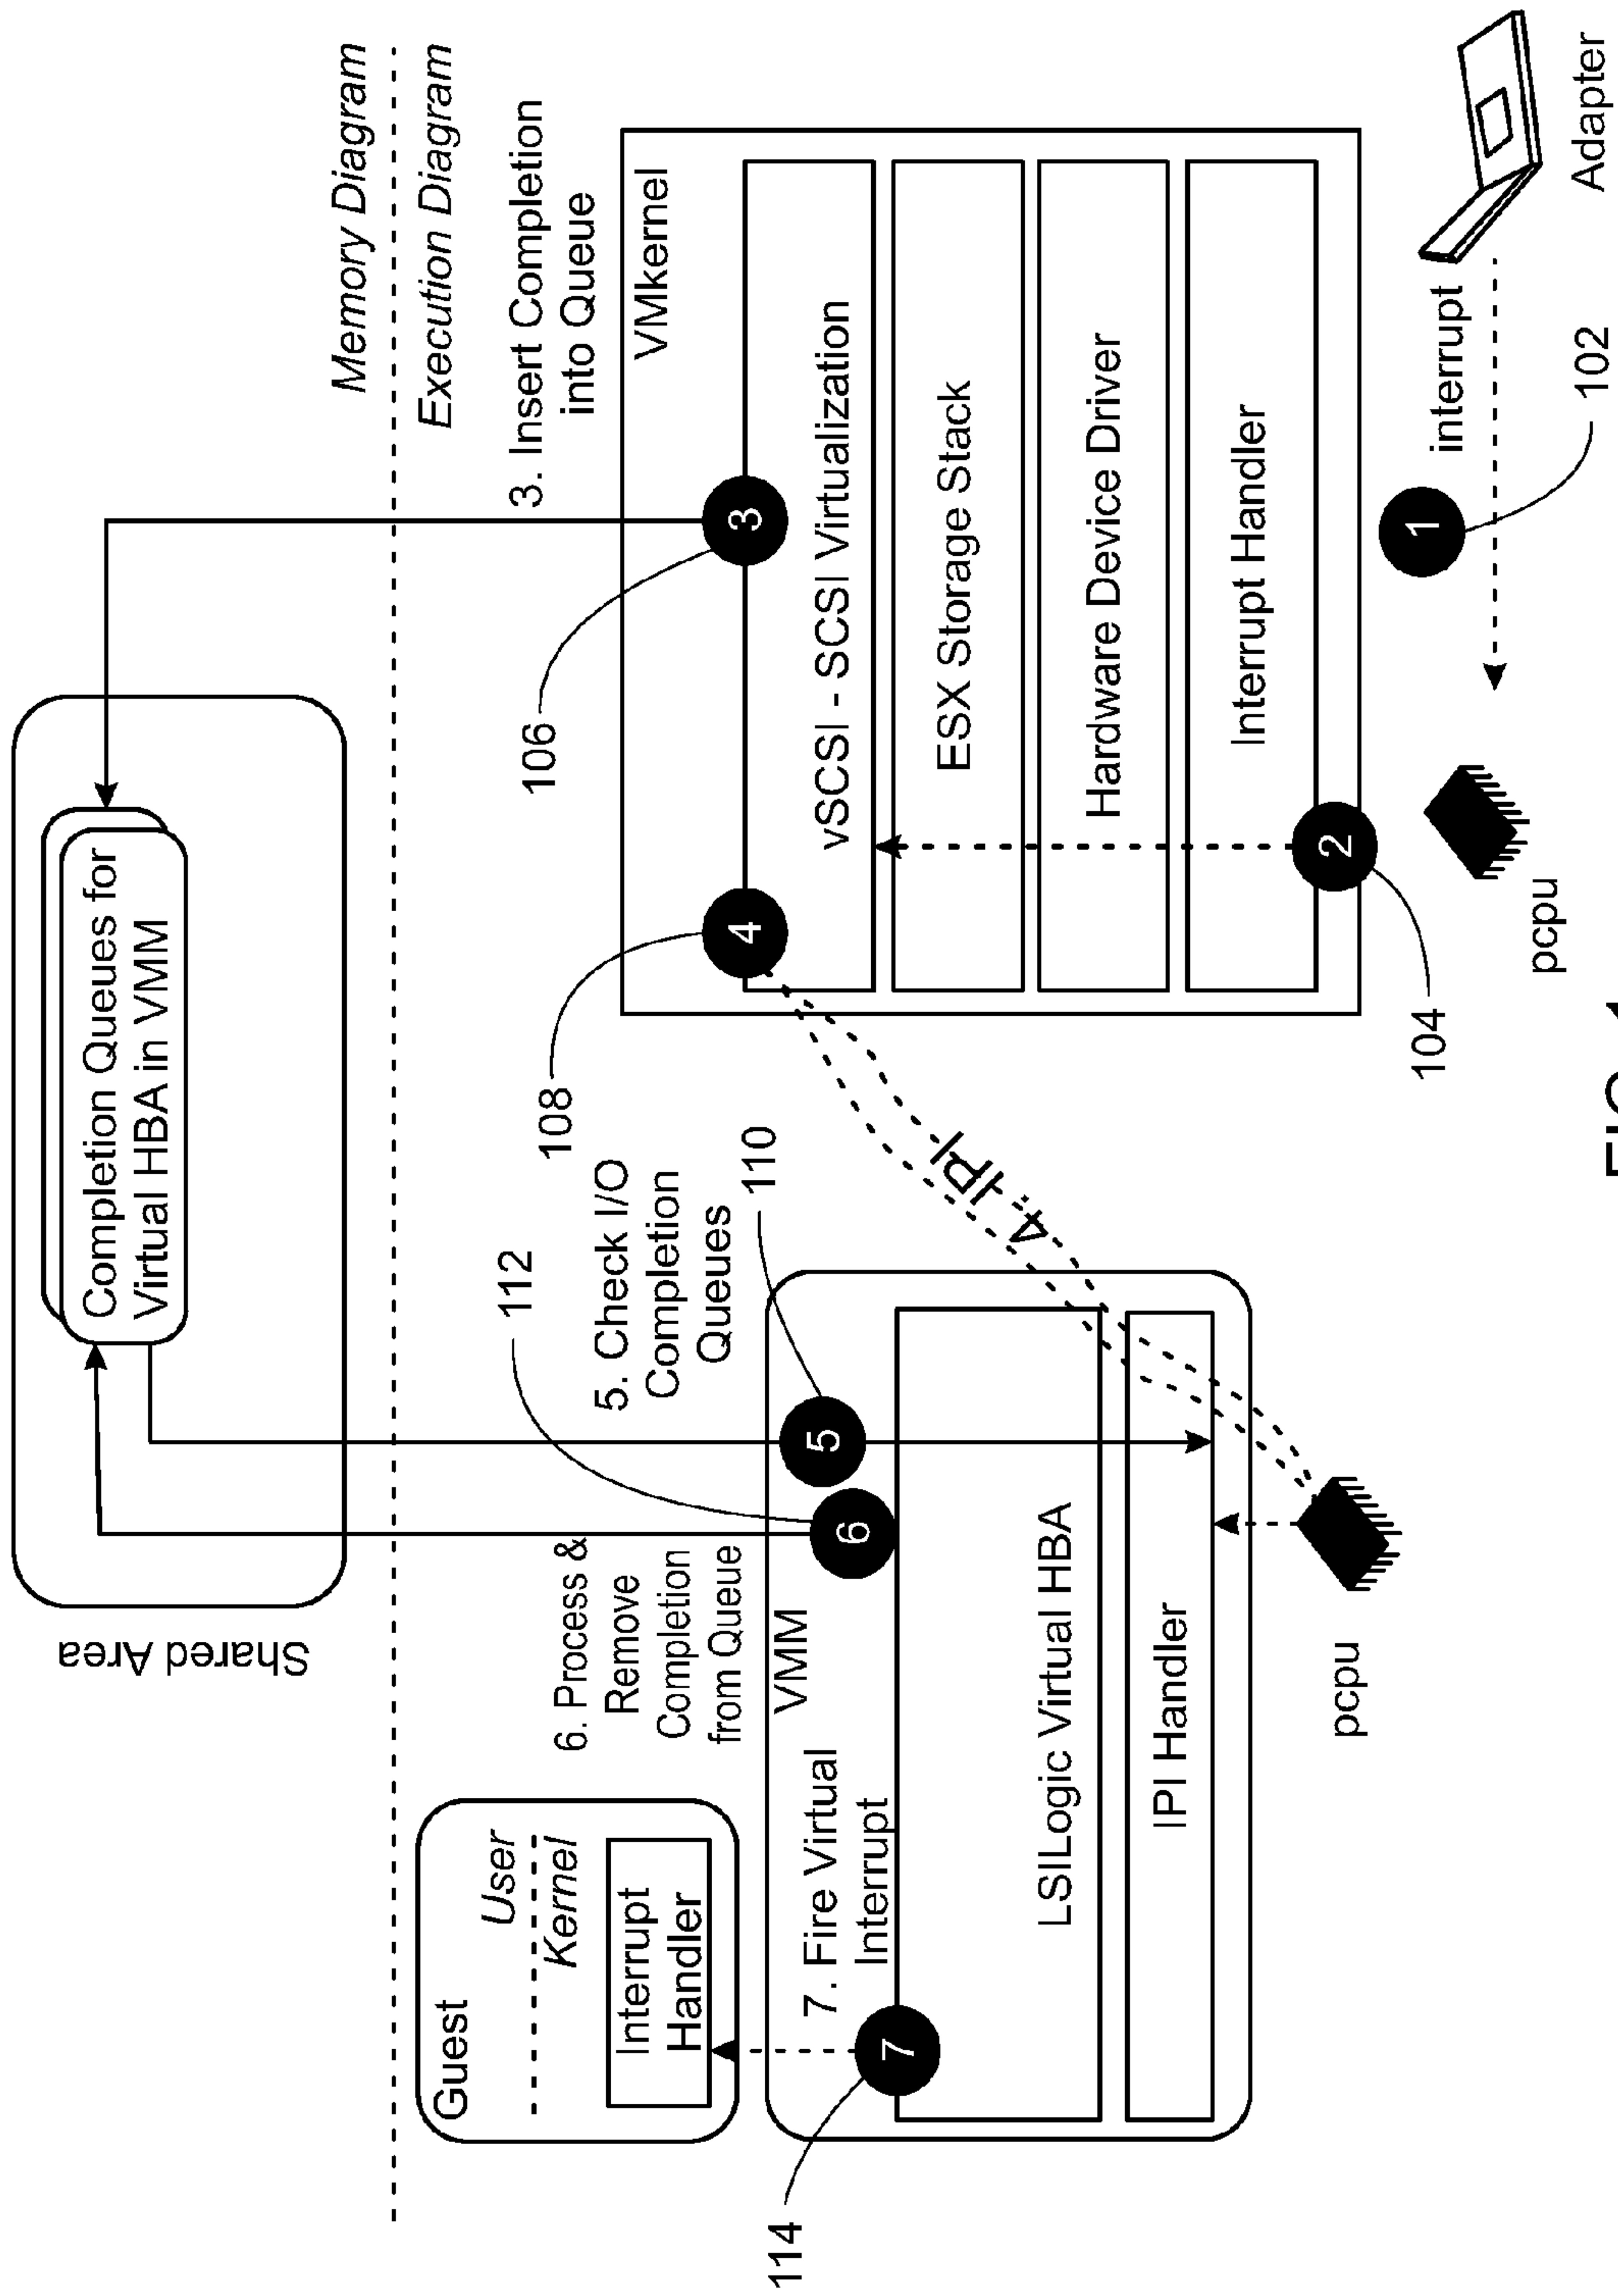 Memory Diagram
Execution Diagram
Shared Area
Completion Queues for
Virtual HBA in VMM
Guest
User
Kernel
Interrupt
Handler
6. Process &
Remove
Completion
from Queue
112
5. Check I/O
Completion
Queues
110
108
106
3. Insert Completion
into Queue
VMM
7. Fire Virtual
Interrupt
7
6
5
114
LSILogic Virtual HBA
IPI Handler
pcpu
4. IPI
VMkernel
4
3
vSCSI - SCSI Virtualization
ESX Storage Stack
Hardware Device Driver
Interrupt Handler
2
104
pcpu
1
interrupt
102
Adapter